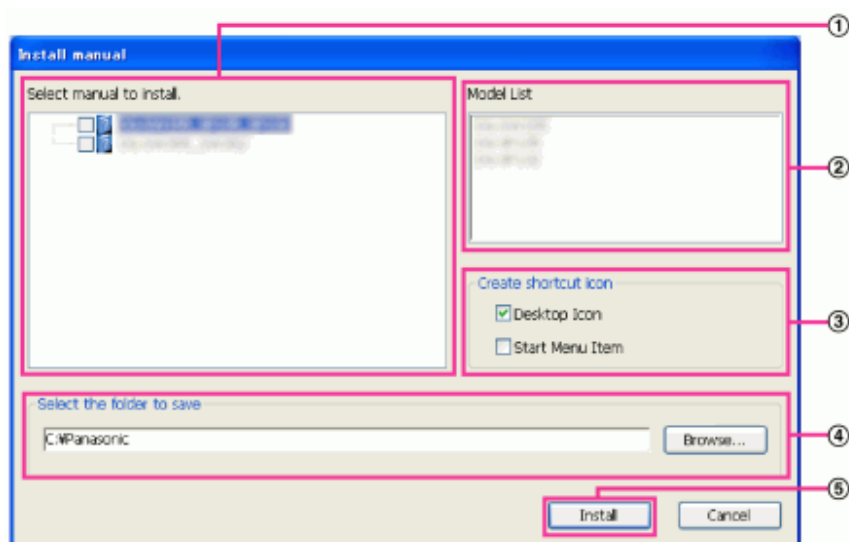 ①
Install manual
Select manual to install.
Model List
②
Create shortcut icon
Desktop Icon
③
Start Menu Item
Select the folder to save
C:¥Panasonic
Browse...
④
⑤
Install
Cancel